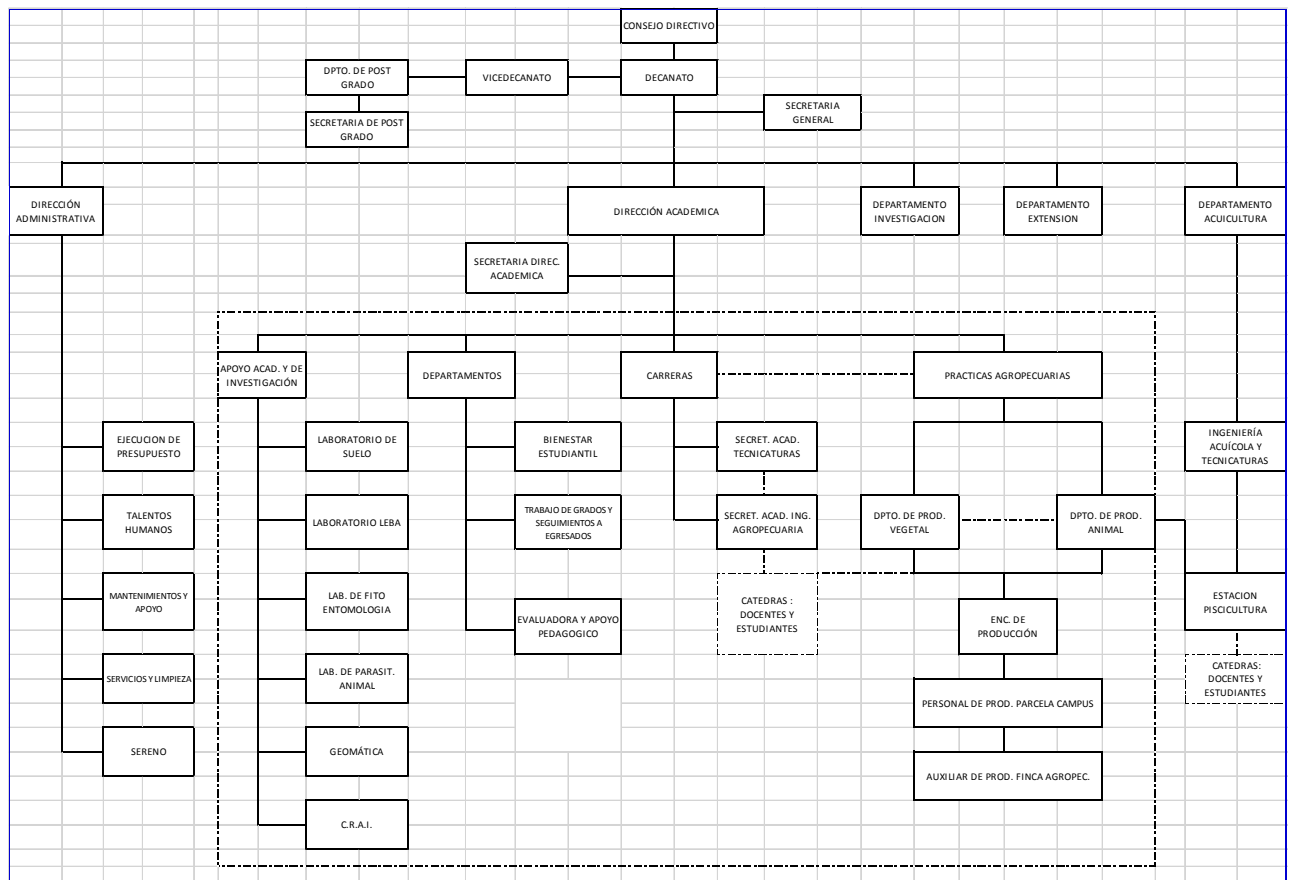 CONSEJO DIRECTIVO
DPTO. DE POST
GRADO
VICEDECANATO
DECANATO
SECRETARIA
GENERAL
SECRETARIA DE POST
GRADO
DIRECCIÓN
ADMINISTRATIVA
DIRECCIÓN ACADEMICA
DEPARTAMENTO
INVESTIGACION
DEPARTAMENTO
EXTENSION
DEPARTAMENTO
ACUICULTURA
SECRETARIA DIREC.
ACADEMICA
APOYO ACAD. Y DE
INVESTIGACIÓN
DEPARTAMENTOS
CARRERAS
PRACTICAS AGROPECUARIAS
EJECUCION DE
PRESUPUESTO
LABORATORIO DE
SUELO
BIENESTAR
ESTUDIANTIL
SECRET. ACAD.
TECNICATURAS
INGENIERÍA
ACUÍCOLA Y
TECNICATURAS
TALENTOS
HUMANOS
LABORATORIO LEBA
TRABAJO DE GRADOS Y
SEGUIMIENTOS A
EGRESADOS
SECRET. ACAD. ING.
AGROPECUARIA
DPTO. DE PROD.
VEGETAL
DPTO. DE PROD.
ANIMAL
MANTENIMIENTOS Y
APOYO
LAB. DE FITO
ENTOMOLOGIA
EVALUADORA Y APOYO
PEDAGOGICO
CATEDRAS :
DOCENTES Y
ESTUDIANTES
ENC. DE
PRODUCCIÓN
ESTACION
PISCICULTURA
SERVICIOS Y LIMPIEZA
LAB. DE PARASIT.
ANIMAL
CATEDRAS:
DOCENTES Y
ESTUDIANTES
PERSONAL DE PROD. PARCELA CAMPUS
SERENO
GEOMÁTICA
AUXILIAR DE PROD. FINCA AGROPEC.
C.R.A.I.